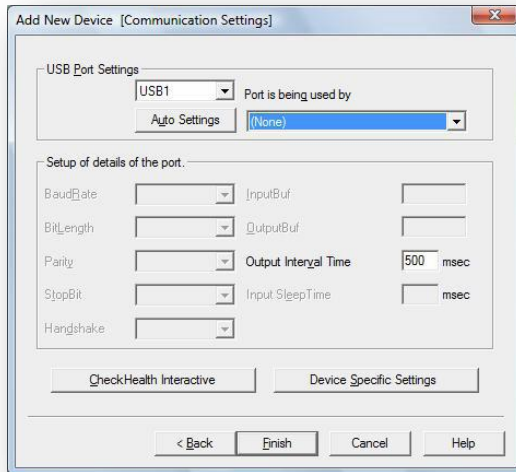 Add New Device [Communication Settings]
USB Port Settings
USB1
Port is being used by
Auto Settings
(None)
Setup of details of the port.
BaudRate
InputBuf
BitLength
OutputBuf
Parity
Output Interval Time
500
msec
StopBit
Input SleepTime
msec
Handshake
CheckHealth Interactive
Device Specific Settings
< Back
Finish
Cancel
Help